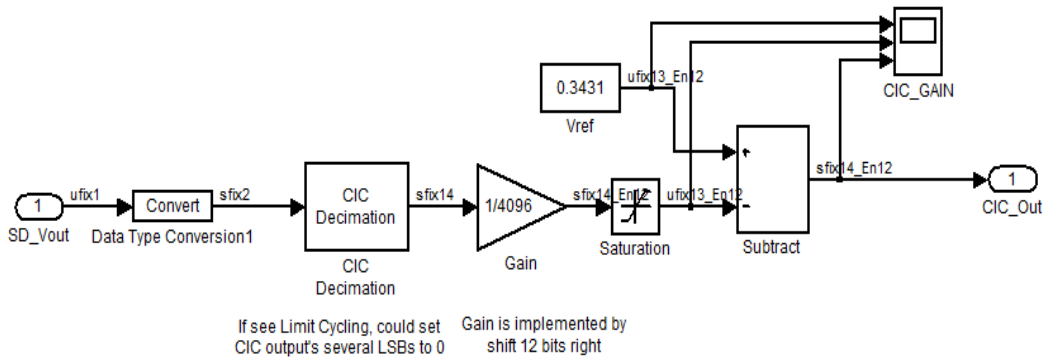 0.3431
Vref
ufix13_En12
CIC_GAIN
1
SD_Vout
ufix1
Convert
Data Type Conversion1
sfix2
CIC
Decimation
CIC
Decimation
sfix14
1/4096
Gain
sfix14_En12
Saturation
ufix13_En12
+
−
Subtract
sfix14_En12
1
CIC_Out
If see Limit Cycling, could set
CIC output's several LSBs to 0
Gain is implemented by
shift 12 bits right